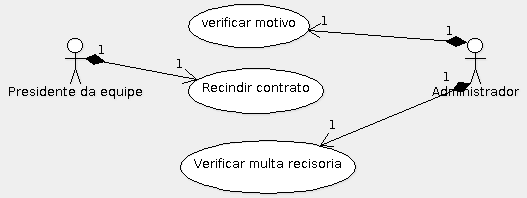 verificar motivo
1
1
1
1
Presidente da equipe
Recindir contrato
1
Administrador
1
Verificar multa recisoria